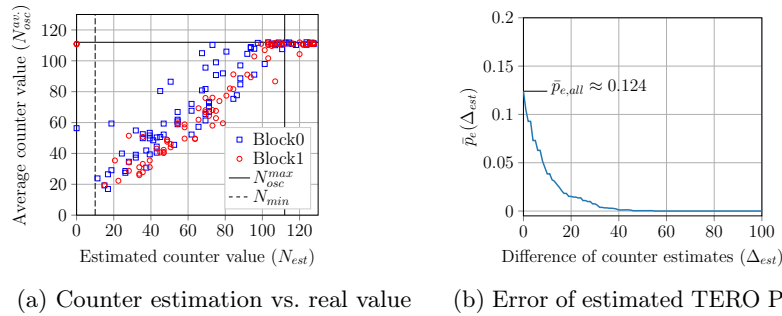 120
100
80
60
40
20
0
Average counter value (N_{osc}^{av.})
0 20 40 60 80 100 120
Estimated counter value (N_{est})
Block0
Block1
N_{osc}^{max}
N_{min}
0.2
0.15
0.1
0.05
0
p̄_e(Δ_{est})
p̄_{e,all} ≈ 0.124
0 20 40 60 80 100
Difference of counter estimates (Δ_{est})
(a) Counter estimation vs. real value
(b) Error of estimated TERO P